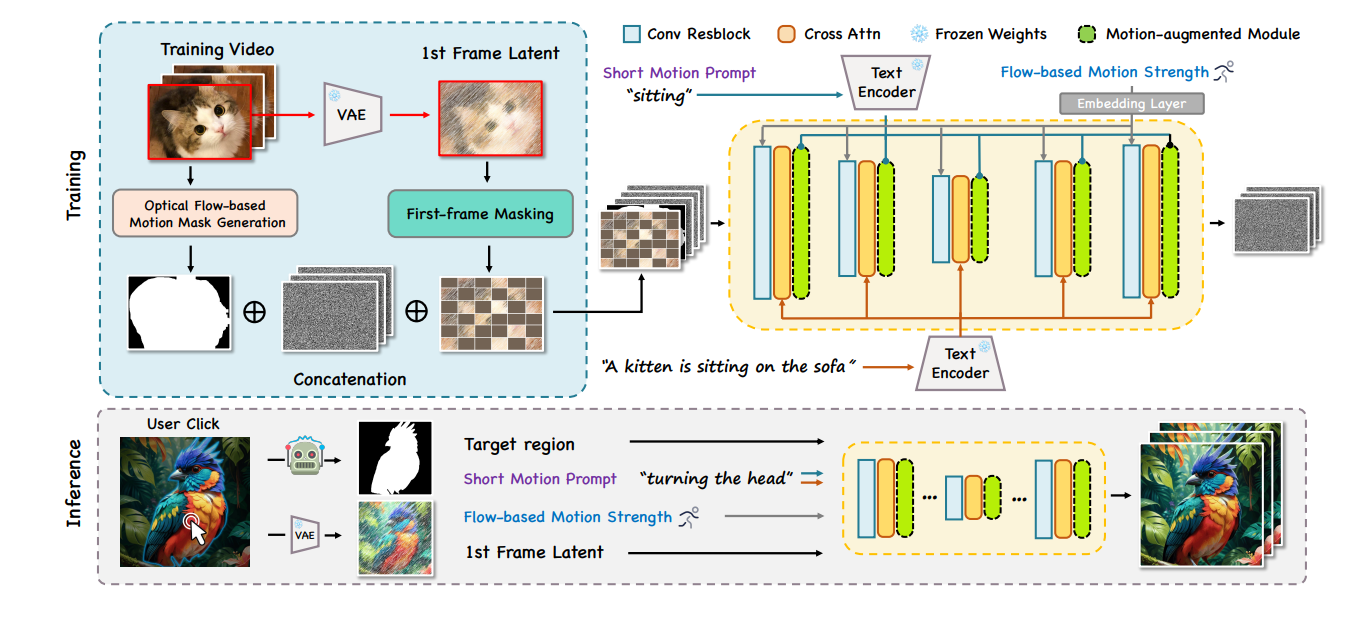 Training Video
1st Frame Latent
VAE
Optical Flow-based
Motion Mask Generation
First-frame Masking
Concatenation
Training
Conv Resblock
Cross Attn
Frozen Weights
Motion-augmented Module
Short Motion Prompt
"sitting"
Text
Encoder
Flow-based Motion Strength
Embedding Layer
"A kitten is sitting on the sofa"
Text
Encoder
Inference
User Click
VAE
Target region
Short Motion Prompt
"turning the head"
Flow-based Motion Strength
1st Frame Latent
...
...